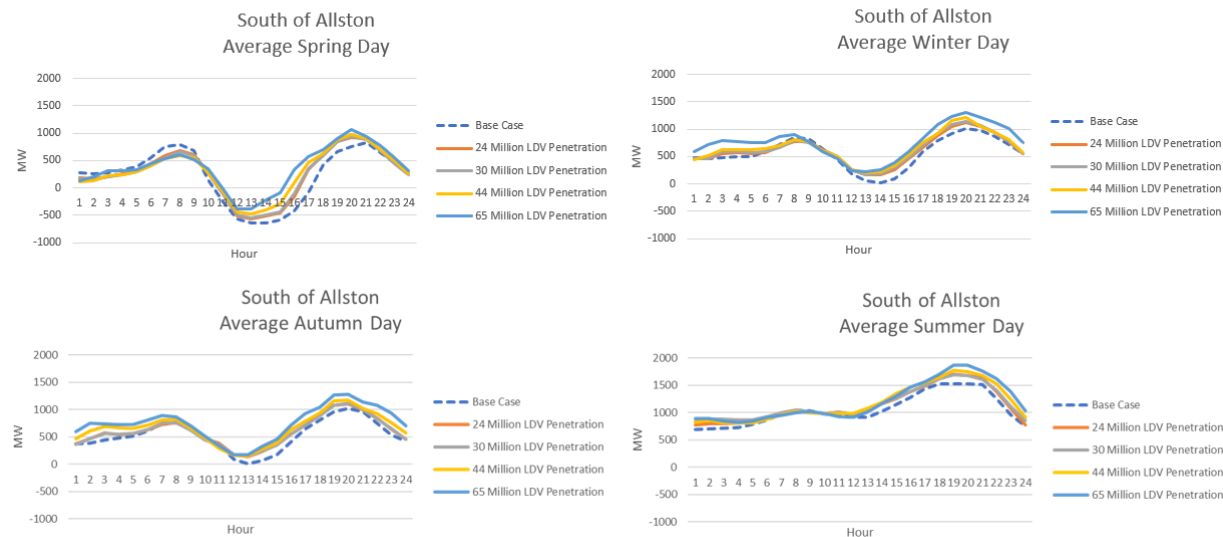 South of Allston
Average Spring Day
2000
1500
1000
500
0
-500
-1000
MW
1 2 3 4 5 6 7 8 9 10 11 12 13 14 15 16 17 18 19 20 21 22 23 24
Hour
Base Case
24 Million LDV Penetration
30 Million LDV Penetration
44 Million LDV Penetration
65 Million LDV Penetration
South of Allston
Average Winter Day
2000
1500
1000
500
0
-500
-1000
MW
1 2 3 4 5 6 7 8 9 10 11 12 13 14 15 16 17 18 19 20 21 22 23 24
Hour
Base Case
24 Million LDV Penetration
30 Million LDV Penetration
44 Million LDV Penetration
65 Million LDV Penetration
South of Allston
Average Autumn Day
2000
1500
1000
500
0
-500
-1000
MW
1 2 3 4 5 6 7 8 9 10 11 12 13 14 15 16 17 18 19 20 21 22 23 24
Hour
Base Case
24 Million LDV Penetration
30 Million LDV Penetration
44 Million LDV Penetration
65 Million LDV Penetration
South of Allston
Average Summer Day
2000
1500
1000
500
0
-500
-1000
MW
1 2 3 4 5 6 7 8 9 10 11 12 13 14 15 16 17 18 19 20 21 22 23 24
Hour
Base Case
24 Million LDV Penetration
30 Million LDV Penetration
44 Million LDV Penetration
65 Million LDV Penetration